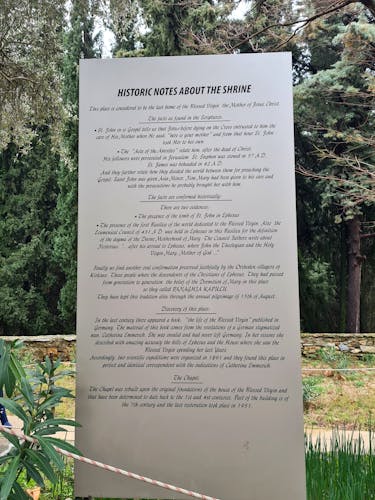 HISTORIC NOTES ABOUT THE SHRINE
This place is considered to be the last home of the Blessed Virgin, the Mother of Jesus Christ.
The facts as found in the Scriptures.
• St. John in is Gospel tells us that Jesus before dying on the Cross entrusted to him the
care of His Mother when He said: "here is your mother" and from that hour St. John
took Her to his own.
• The "Acts of the Apostles" relate how, after the dead of Christ,
His followers were persecuted in Jerusalem. St. Stephen was stoned in 37 A.D.
St. James was beheaded in 42 A.D.
And they further relate how they divided the world between them for preaching the
Gospel. Saint John was given Asia Minor. Now, Mary had been given to his care and
with the persecutions he probably brought her with him.
The facts are confirmed historically:
There are two evidences:
• The presence of the tomb of St. John in Ephesus.
• The presence of the first Basilica of the world dedicated to the Blessed Virgin. Also the
Ecumenical Council of 431 A.D. was held in Ephesus in this Basilica for the definition
of the dogma of the Divine Motherhood of Mary. The Council Fathers wrote about
Nestorius: "... after his arrival to Ephesus, where John the Theologian and the Holy
Virgin Mary, Mother of God ..."
Finally we find another oral confirmation preserved faithfully by the Orthodox villagers of
Kirkince. These people where the descendents of the Christians of Ephesus. They had passed
from generation to generation the belief of the Dormition of Mary in this place
so they called PANAGHIA KAPULU.
They have kept this tradition alive through the annual pilgrimage of 15th of August.
Discovery of this place:
In the last century there appeared a book: "the life of the Blessed Virgin" published in
Germany. The material of this book comes from the revelations of a German stigmatized
nun, Catherine Emmerich. She was invalid and had never left Germany. In her visions she
described with amazing accuracy the hills of Ephesus and the House where she saw the
Blessed Virgin spending her last Years.
Accordingly, two scientific expeditions were organized in 1891 and they found this place in
perfect and identical correspondent with the indications of Catherine Emmerich.
The Chapel:
The Chapel was rebuilt upon the original foundations of the house of the Blessed Virgin and
that have been determined to date back to the 1st and 4st centuries. Part of the building is of
the 7th century and the last restoration took place in 1951.